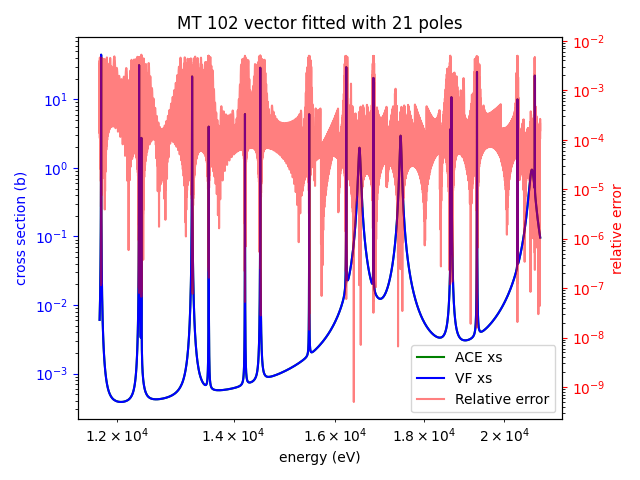 MT 102 vector fitted with 21 poles
cross section (b)
10¹
10⁰
10⁻¹
10⁻²
10⁻³
10⁻²
10⁻³
10⁻⁴
10⁻⁵
10⁻⁶
10⁻⁷
10⁻⁸
10⁻⁹
relative error
ACE xs
VF xs
Relative error
1.2 × 10⁴ 1.4 × 10⁴ 1.6 × 10⁴ 1.8 × 10⁴ 2 × 10⁴
energy (eV)